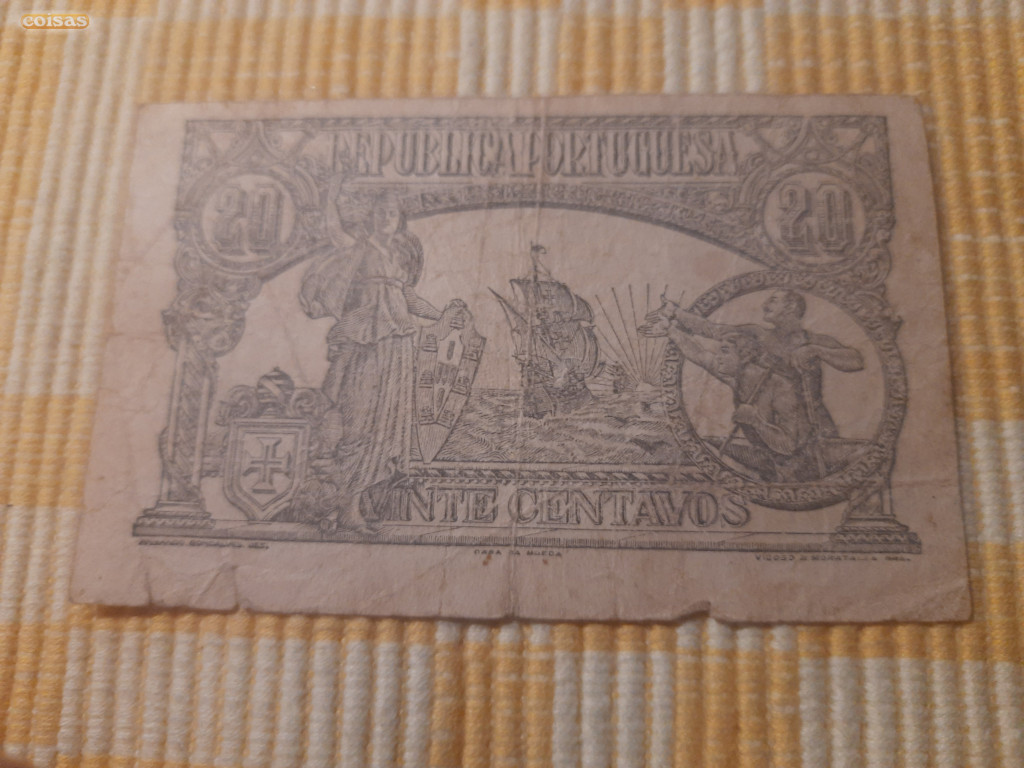 coisas
REPUBLICA PORTUGUESA
20 20
VINTE CENTAVOS
CASA DA MOEDA